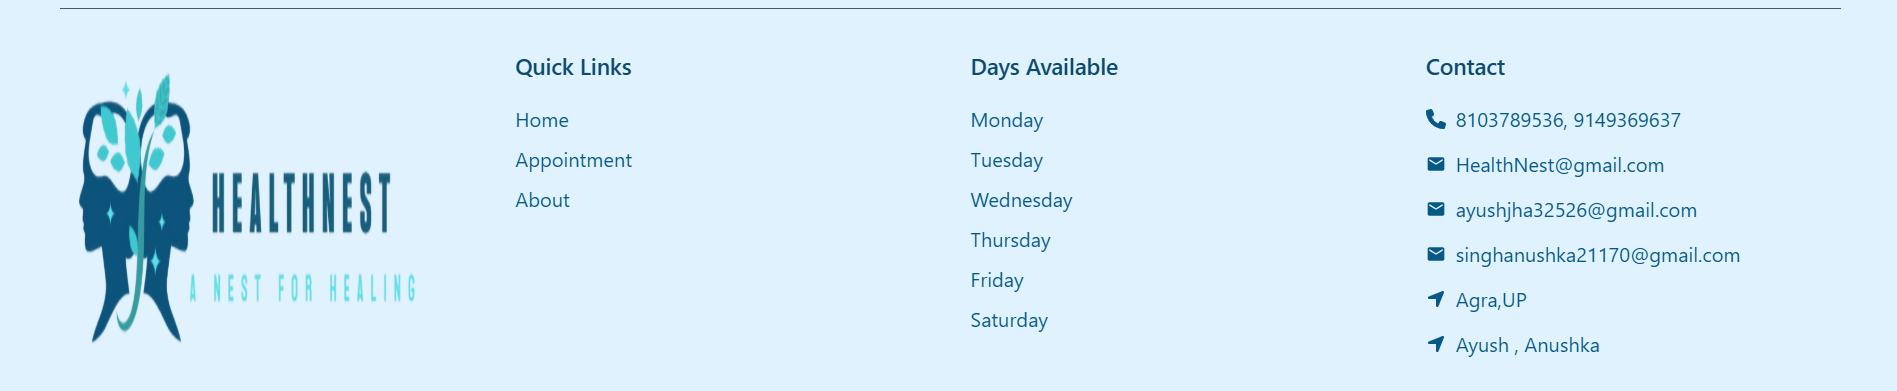 HEALTHNEST
A NEST FOR HEALING
Quick Links
Home
Appointment
About
Days Available
Monday
Tuesday
Wednesday
Thursday
Friday
Saturday
Contact
8103789536, 9149369637
HealthNest@gmail.com
ayushjha32526@gmail.com
singhanushka21170@gmail.com
Agra,UP
Ayush , Anushka